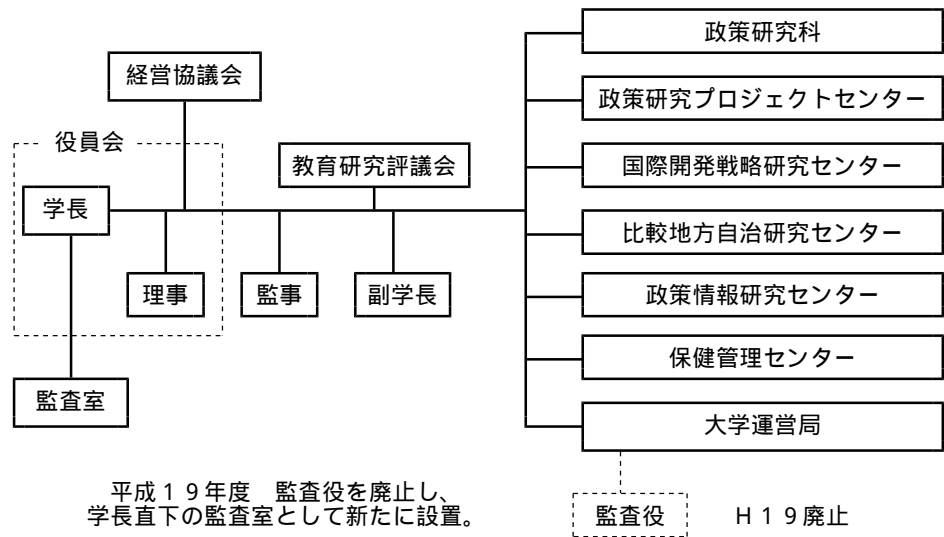 政策研究科
経営協議会
政策研究プロジェクトセンター
役員会
教育研究評議会
国際開発戦略研究センター
学長
比較地方自治研究センター
理事
監事
副学長
政策情報研究センター
保健管理センター
監査室
大学運営局
平成１９年度　監査役を廃止し、
学長直下の監査室として新たに設置。
監査役
Ｈ１９廃止